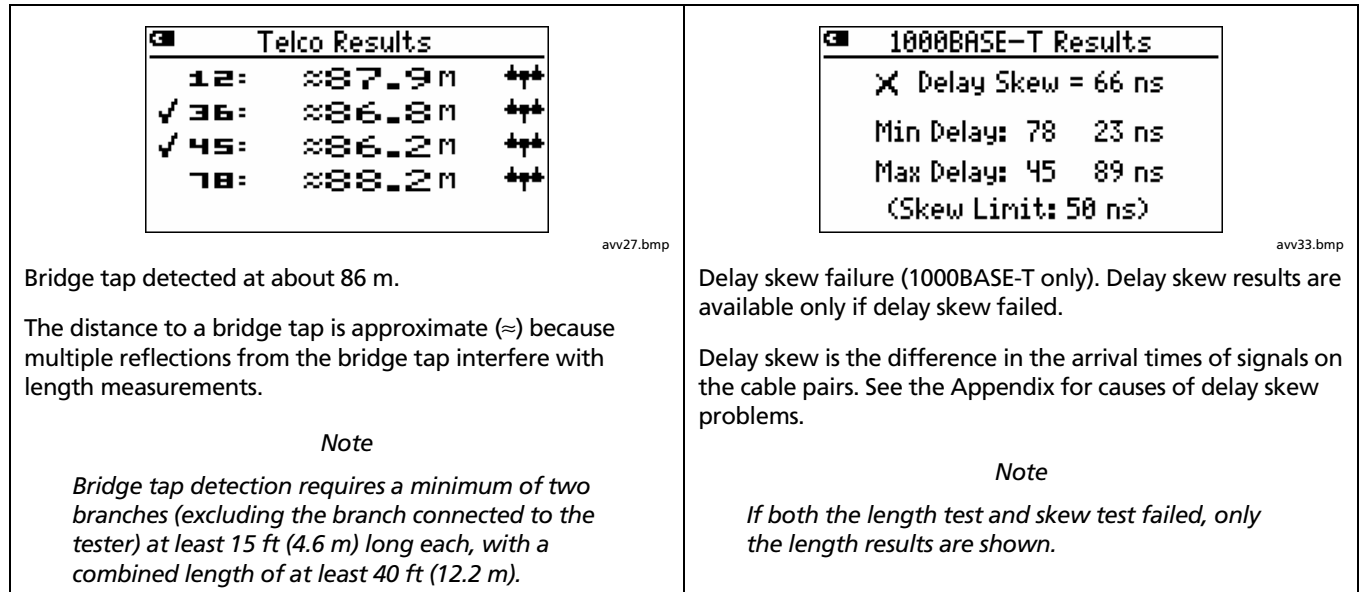 Telco Results
12: ≈87.9 M
√ 36: ≈86.8 M
√ 45: ≈86.2 M
78: ≈88.2 M
avv27.bmp
Bridge tap detected at about 86 m.
The distance to a bridge tap is approximate (≈) because
multiple reflections from the bridge tap interfere with
length measurements.
Note
Bridge tap detection requires a minimum of two
branches (excluding the branch connected to the
tester) at least 15 ft (4.6 m) long each, with a
combined length of at least 40 ft (12.2 m).
1000BASE-T Results
X Delay Skew = 66 ns
Min Delay: 78 23 ns
Max Delay: 45 89 ns
(Skew Limit: 50 ns)
avv33.bmp
Delay skew failure (1000BASE-T only). Delay skew results are
available only if delay skew failed.
Delay skew is the difference in the arrival times of signals on
the cable pairs. See the Appendix for causes of delay skew
problems.
Note
If both the length test and skew test failed, only
the length results are shown.